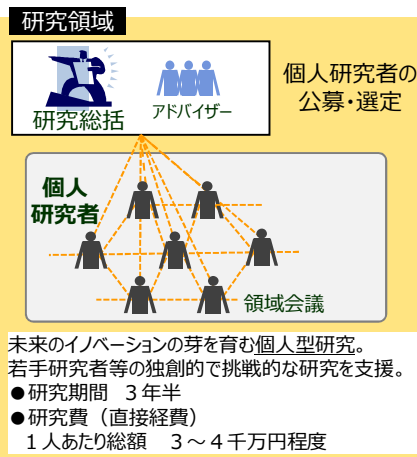 研究領域
個人研究者の
公募・選定
研究総括
アドバイザー
個人
研究者
領域会議
未来のイノベーションの芽を育む個人型研究。
若手研究者等の独創的で挑戦的な研究を支援。
●研究期間　３年半
●研究費（直接経費）
１人あたり総額　３～４千万円程度